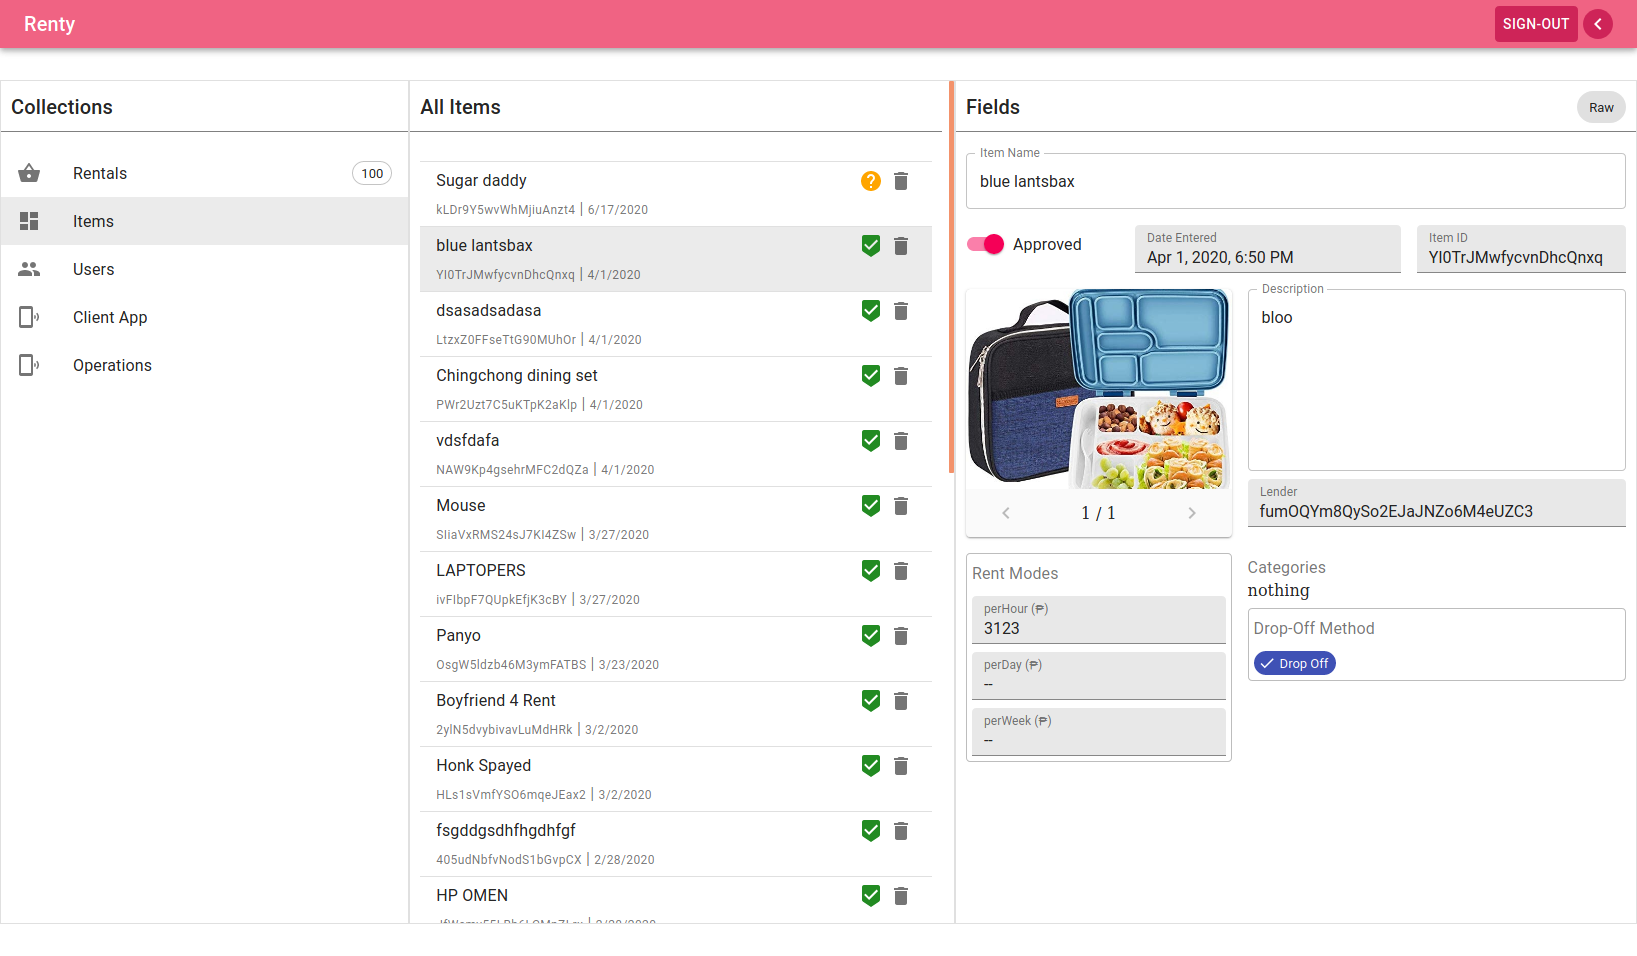 Renty
SIGN-OUT
Collections
Rentals
100
Items
Users
Client App
Operations
All Items
Sugar daddy
kLDr9Y5wvWhMjiuAnzt4 | 6/17/2020
blue lantsbax
YI0TrJMwfycvnDhcQnxq | 4/1/2020
dsasadsadasa
LtzxZ0FFseTtG90MUhOr | 4/1/2020
Chingchong dining set
PWr2Uzt7C5uKTpK2aKlp | 4/1/2020
vdsfdafa
NAW9Kp4gsehrMFC2dQZa | 4/1/2020
Mouse
SIiaVxRMS24sJ7KI4ZSw | 3/27/2020
LAPTOPERS
ivFIbpF7QUpkEfjK3cBY | 3/27/2020
Panyo
OsgW5ldzb46M3ymFATBS | 3/23/2020
Boyfriend 4 Rent
2ylN5dvybivavLuMdHRk | 3/2/2020
Honk Spayed
HLs1sVmfYSO6mqeJEax2 | 3/2/2020
fsgddgsdhfhgdhfgf
405udNbfvNodS1bGvpCX | 2/28/2020
HP OMEN
Fields
Raw
Item Name
blue lantsbax
Approved
Date Entered
Apr 1, 2020, 6:50 PM
Item ID
YI0TrJMwfycvnDhcQnxq
Description
bloo
1 / 1
Lender
fumOQYm8QySo2EJaJNZo6M4eUZC3
Rent Modes
perHour (₱)
3123
perDay (₱)
--
perWeek (₱)
--
Categories
nothing
Drop-Off Method
Drop Off